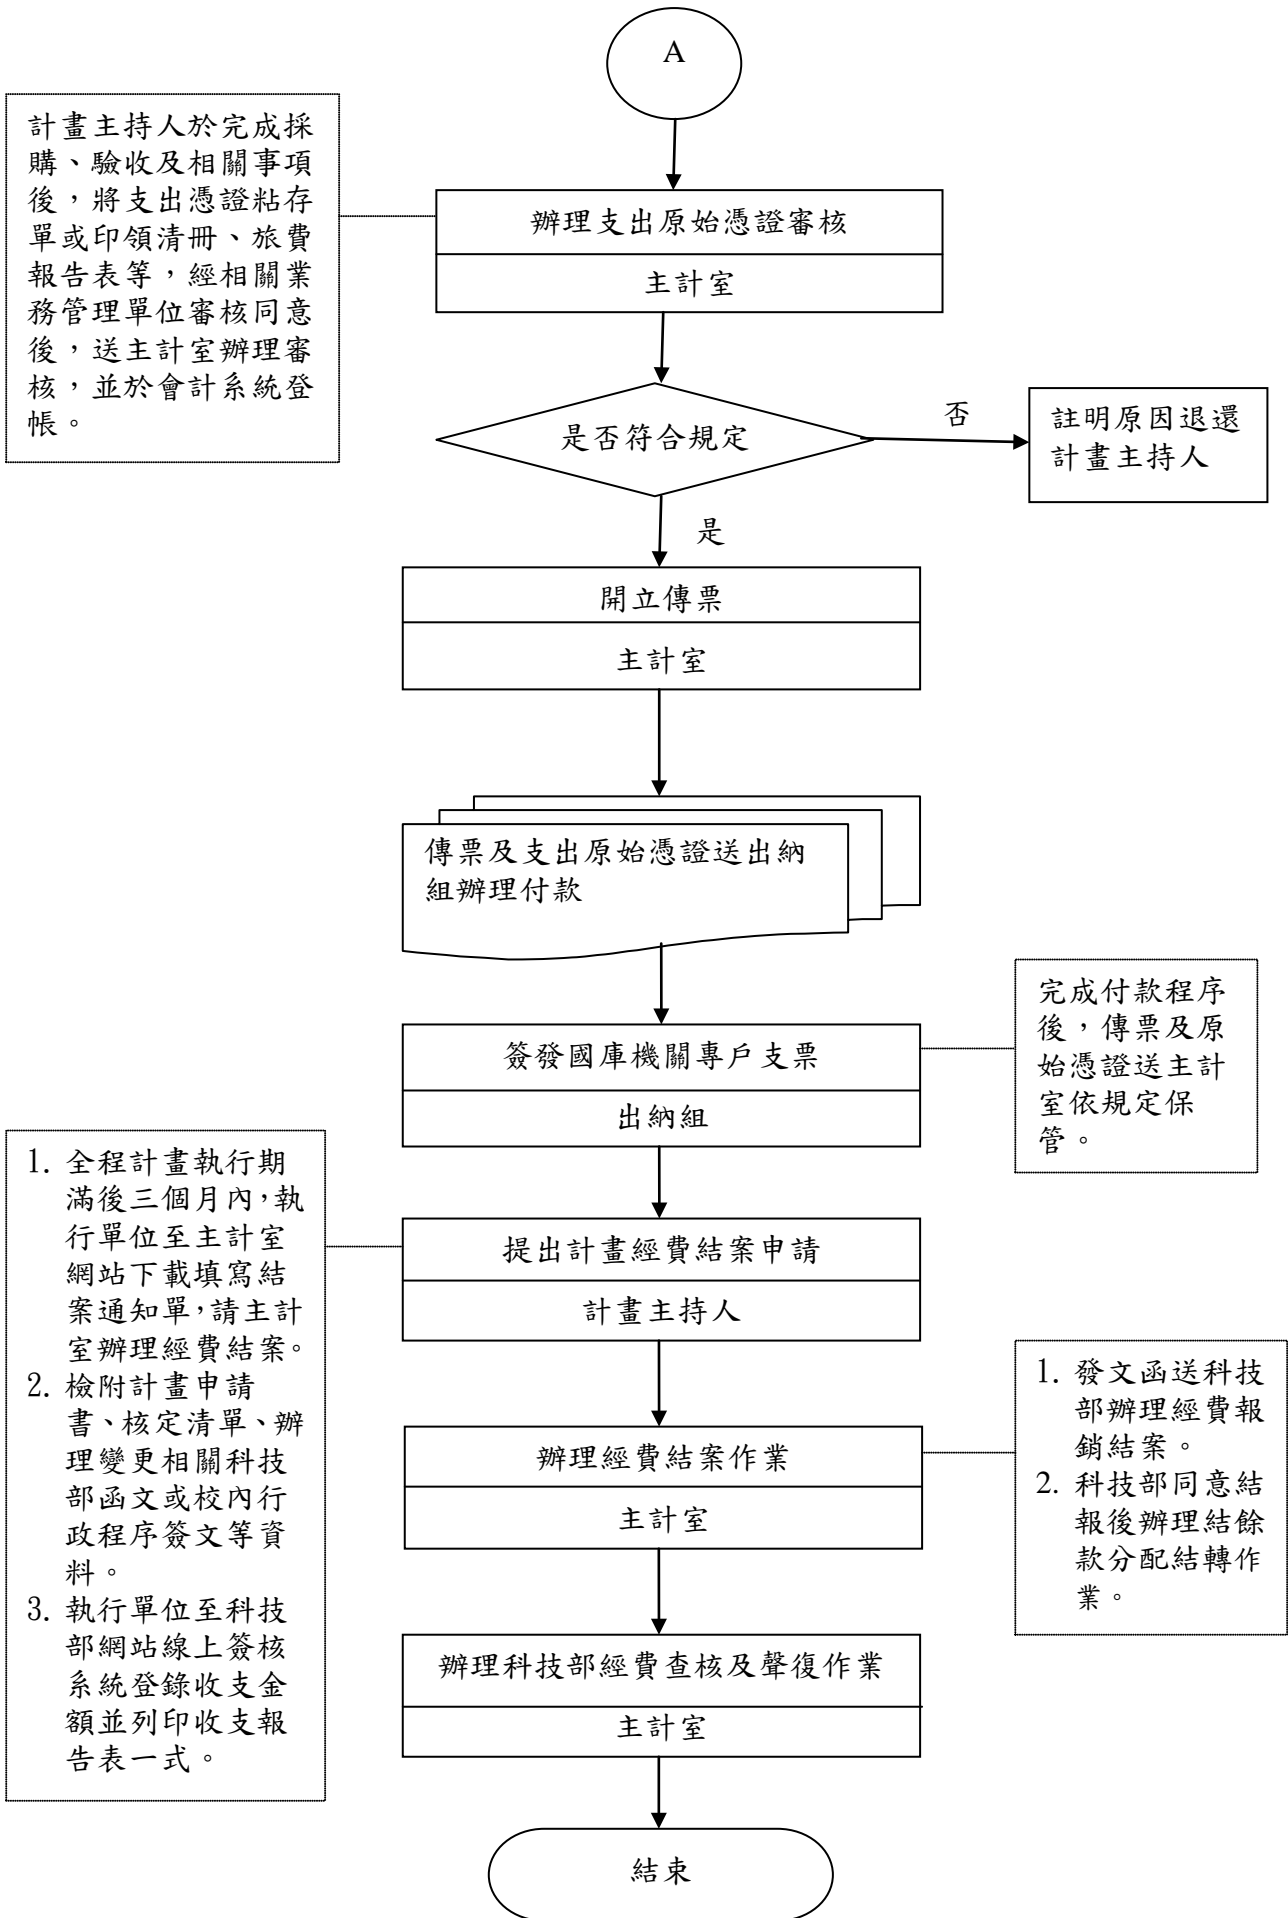 A
計畫主持人於完成採
購、驗收及相關事項
後，將支出憑證粘存
單或印領清冊、旅費
報告表等，經相關業
務管理單位審核同意
後，送主計室辦理審
核，並於會計系統登
帳。
辦理支出原始憑證審核
主計室
是否符合規定
否
註明原因退還
計畫主持人
是
開立傳票
主計室
傳票及支出原始憑證送出納
組辦理付款
簽發國庫機關專戶支票
出納組
完成付款程序
後，傳票及原
始憑證送主計
室依規定保
管。
1. 全程計畫執行期
滿後三個月內，執
行單位至主計室
網站下載填寫結
案通知單，請主計
室辦理經費結案。
2. 檢附計畫申請
書、核定清單、辦
理變更相關科技
部函文或校內行
政程序簽文等資
料。
3. 執行單位至科技
部網站線上簽核
系統登錄收支金
額並列印收支報
告表一式。
提出計畫經費結案申請
計畫主持人
辦理經費結案作業
主計室
1. 發文函送科技
部辦理經費報
銷結案。
2. 科技部同意結
報後辦理結餘
款分配結轉作
業。
辦理科技部經費查核及聲復作業
主計室
結束